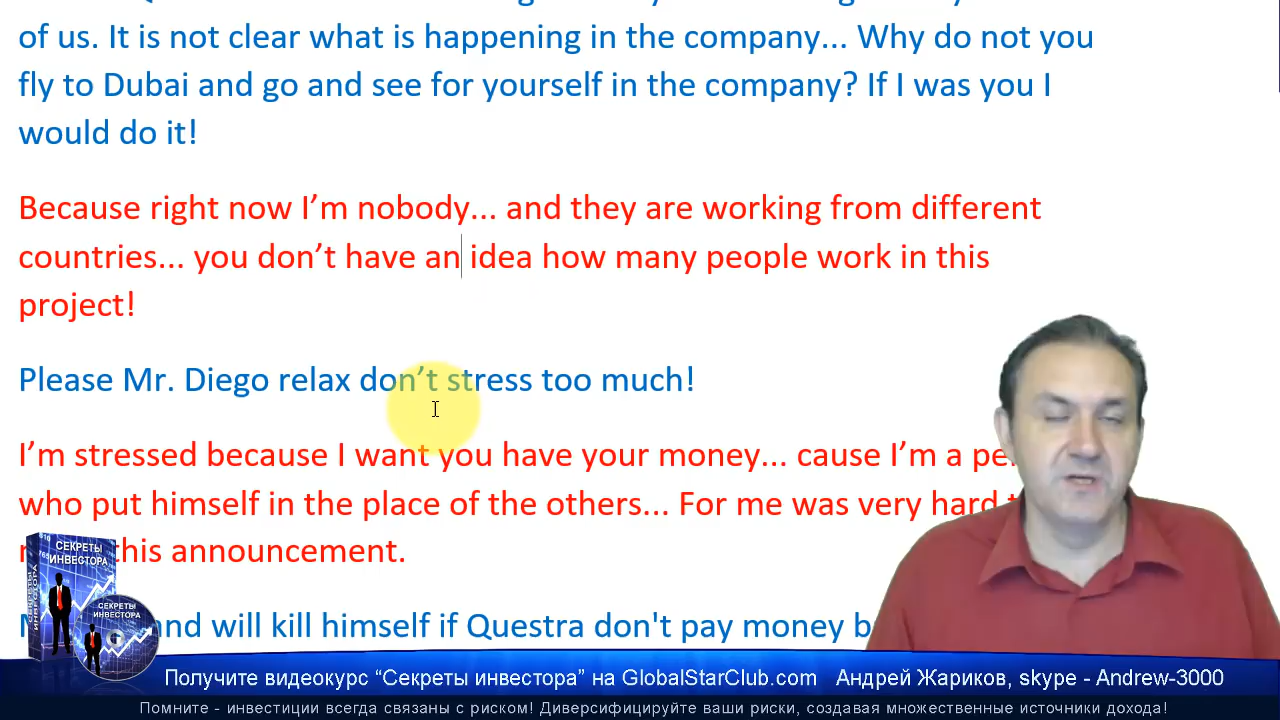 of us. It is not clear what is happening in the company... Why do not you
fly to Dubai and go and see for yourself in the company? If I was you I
would do it!
Because right now I’m nobody... and they are working from different
countries... you don’t have an idea how many people work in this
project!
Please Mr. Diego relax don’t stress too much!
I’m stressed because I want you have your money... cause I’m a
who put himself in the place of the others... For me was very hard
this announcement.
and will kill himself if Questra don't pay money
СЕКРЕТЫ
ИНВЕСТОРА
СЕКРЕТЫ
ИНВЕСТОРА
Получите видеокурс “Секреты инвестора” на GlobalStarClub.com Андрей Жариков, skype - Andrew-3000
Помните - инвестиции всегда связаны с риском! Диверсифицируйте ваши риски, создавая множественные источники дохода!